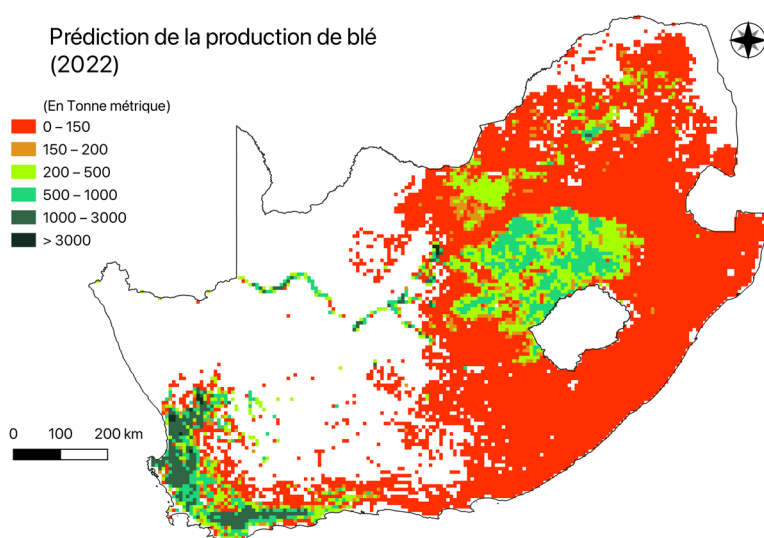 Prédiction de la production de blé
(2022)
(En Tonne métrique)
0 – 150
150 – 200
200 – 500
500 – 1000
1000 – 3000
> 3000
0 100 200 km